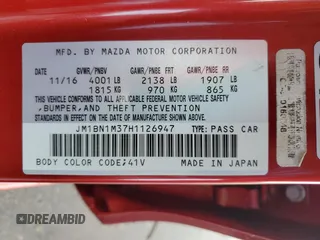 MFD. BY MAZDA MOTOR CORPORATION
DATE GVWR/PNBV GAWR/PNBE FRT GAWR/PNBE RR
11/16 4001 LB 2138 LB 1907 LB
1815 KG 970 KG 865 KG
THIS VEHICLE CONFORMS TO ALL APPLICABLE FEDERAL MOTOR VEHICLE SAFETY,
BUMPER, AND THEFT PREVENTION
STANDARDS IN EFFECT ON THE DATE OF MANUFACTURE SHOWN ABOVE.
JM1BN1M37H1126947 TYPE: PASS CAR
BODY COLOR CODE: 41V MADE IN JAPAN
DREAMBID